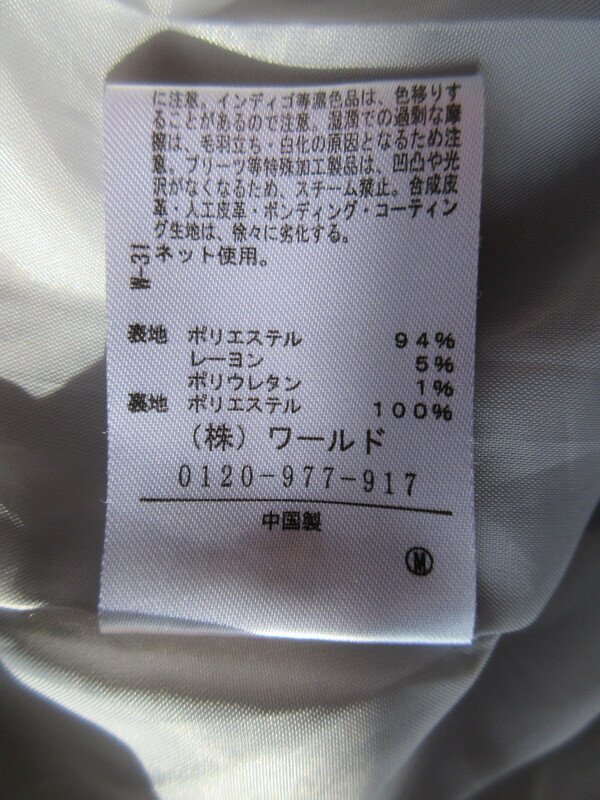 に注意。インディゴ等濃色品は、色移りす
ることがあるので注意。湿潤での過剰な摩
擦は、毛羽立ち・白化の原因となるため注
意。プリーツ等特殊加工製品は、凹凸や光
沢がなくなるため、スチーム禁止。合成皮
革・人工皮革・ボンディング・コーティン
グ生地は、徐々に劣化する。
ネット使用。
W-31
表地 ポリエステル 94%
レーヨン 5%
ポリウレタン 1%
裏地 ポリエステル 100%
(株) ワールド
0120-977-917
中国製
M